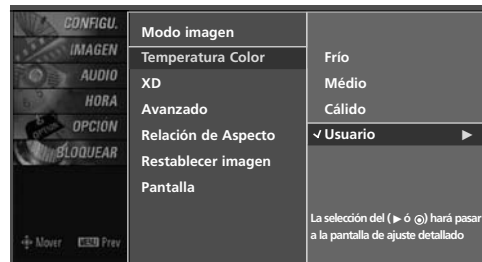 CONFIGU.
IMAGEN
AUDIO
HORA
OPCION
BLOQUEAR
Mover MENU Prev
Modo imagen
Temperatura Color
XD
Avanzado
Relación de Aspecto
Restablecer imagen
Pantalla
Frío
Médio
Cálido
✓ Usuario ►
La selección del ( ► ó ◉) hará pasar
a la pantalla de ajuste detallado